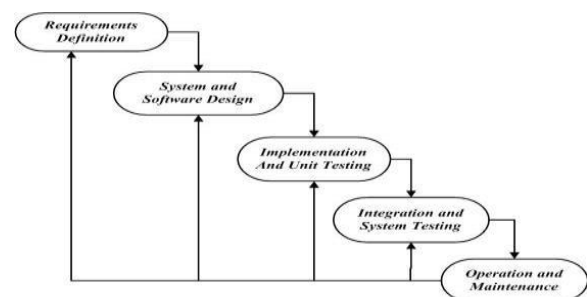 Requirements
Definition
System and
Software Design
Implementation
And Unit Testing
Integration and
System Testing
Operation and
Maintenance